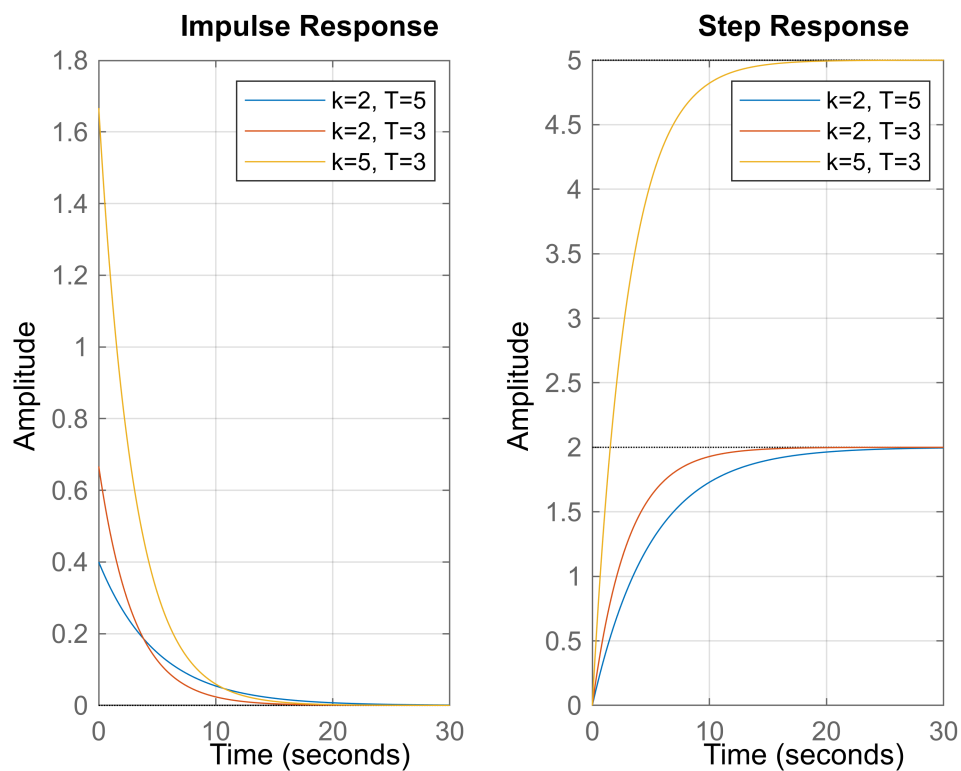 Impulse Response
Amplitude
1.8
1.6
1.4
1.2
1
0.8
0.6
0.4
0.2
0
k=2, T=5
k=2, T=3
k=5, T=3
0 10 20 30
Time (seconds)
Step Response
Amplitude
5
4.5
4
3.5
3
2.5
2
1.5
1
0.5
0
k=2, T=5
k=2, T=3
k=5, T=3
0 10 20 30
Time (seconds)